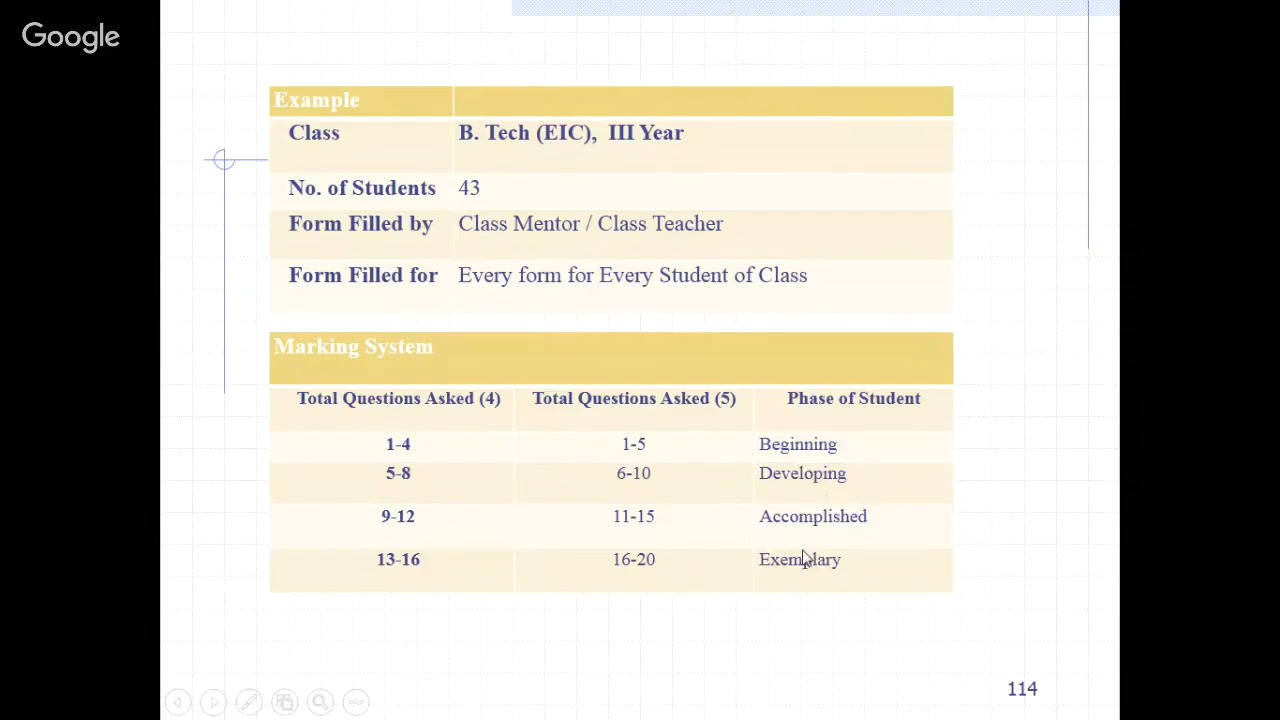 Google
Example
Class B. Tech (EIC), III Year
No. of Students 43
Form Filled by Class Mentor / Class Teacher
Form Filled for Every form for Every Student of Class
Marking System
Total Questions Asked (4) Total Questions Asked (5) Phase of Student
1-4 1-5 Beginning
5-8 6-10 Developing
9-12 11-15 Accomplished
13-16 16-20 Exemplary
114